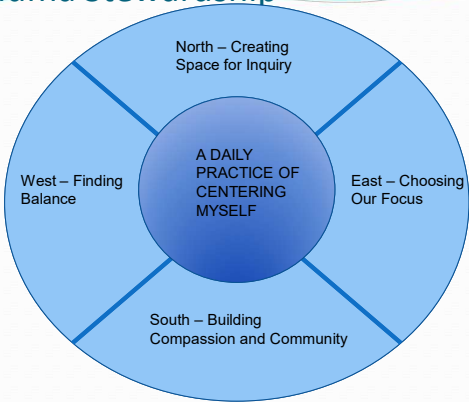 Stewardship
North – Creating
Space for Inquiry
A DAILY
PRACTICE OF
CENTERING
MYSELF
West – Finding
Balance
East – Choosing
Our Focus
South – Building
Compassion and Community